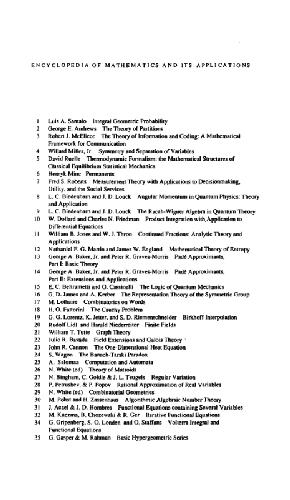 ENCYCLOPEDIA OF MATHEMATICS AND ITS APPLICATIONS
1 Luis A. Santalo Integral Geometric Probability
2 George E. Andrews The Theory of Partitions
3 Robert J. McEliece The Theory of Information and Coding: A Mathematical
Framework for Communication
4 Willard Miller, Jr. Symmetry and Separation of Variables
5 David Ruelle Thermodynamic Formalism: the Mathematical Structures of
Classical Equilibrium Statistical Mechanics
6 Henryk Minc Permanents
7 Fred S. Roberts Measurement Theory with Applications to Decisionmaking,
Utility, and the Social Services
8 L. C. Biedenharn and J. D. Louck Angular Momentum in Quantum Physics: Theory
and Application
9 L. C. Biedenharn and J. D. Louck The Racah-Wigner Algebra in Quantum Theory
10 W. Dollard and Charles N. Friedman Product Integration with Application to
Differential Equations
11 William B. Jones and W. J. Thron Continued Fractions: Analytic Theory and
Applications
12 Nathaniel F. G. Martin and James W. England Mathematical Theory of Entropy
13 George A. Baker, Jr. and Peter R. Graves-Morris Padé Approximants,
Part I: Basic Theory
14 George A. Baker, Jr. and Peter R. Graves-Morris Padé Approximants,
Part II: Extensions and Applications
15 E. C. Beltrametti and G. Cassinelli The Logic of Quantum Mechanics
16 G. D. James and A. Kerber The Representation Theory of the Symmetric Group
17 M. Lothaire Combinatorics on Words
18 H. O. Fattorini The Cauchy Problem
19 G. G. Lorentz, K. Jetter, and S. D. Riemenschneider Birkhoff Interpolation
20 Rudolf Lidl and Harald Niederreiter Finite Fields
21 William T. Tutte Graph Theory
22 Julio R. Bastida Field Extensions and Galois Theory
23 John R. Cannon The One-Dimensional Heat Equation
24 S. Wagon The Banach-Tarski Paradox
25 A. Salomaa Computation and Automata
26 N. White (ed) Theory of Matroids
27 N. Bingham, C. Goldie & J. L. Teugels Regular Variation
28 P. Petrushev & P. Popov Rational Approximation of Real Variables
29 N. White (ed) Combinatorial Geometries
30 M. Pohst and H. Zassenhaus Algorithmic Algebraic Number Theory
31 J. Aczel & J. D. Hombres Functional Equations containing Several Variables
32 M. Kuczma, B. Chozewski & R. Ger Iterative Functional Equations
34 G. Gripenberg, S. O. Londen and O. Staffans Volterra Integral and
Functional Equations
35 G. Gasper & M. Rahman Basic Hypergeometric Series